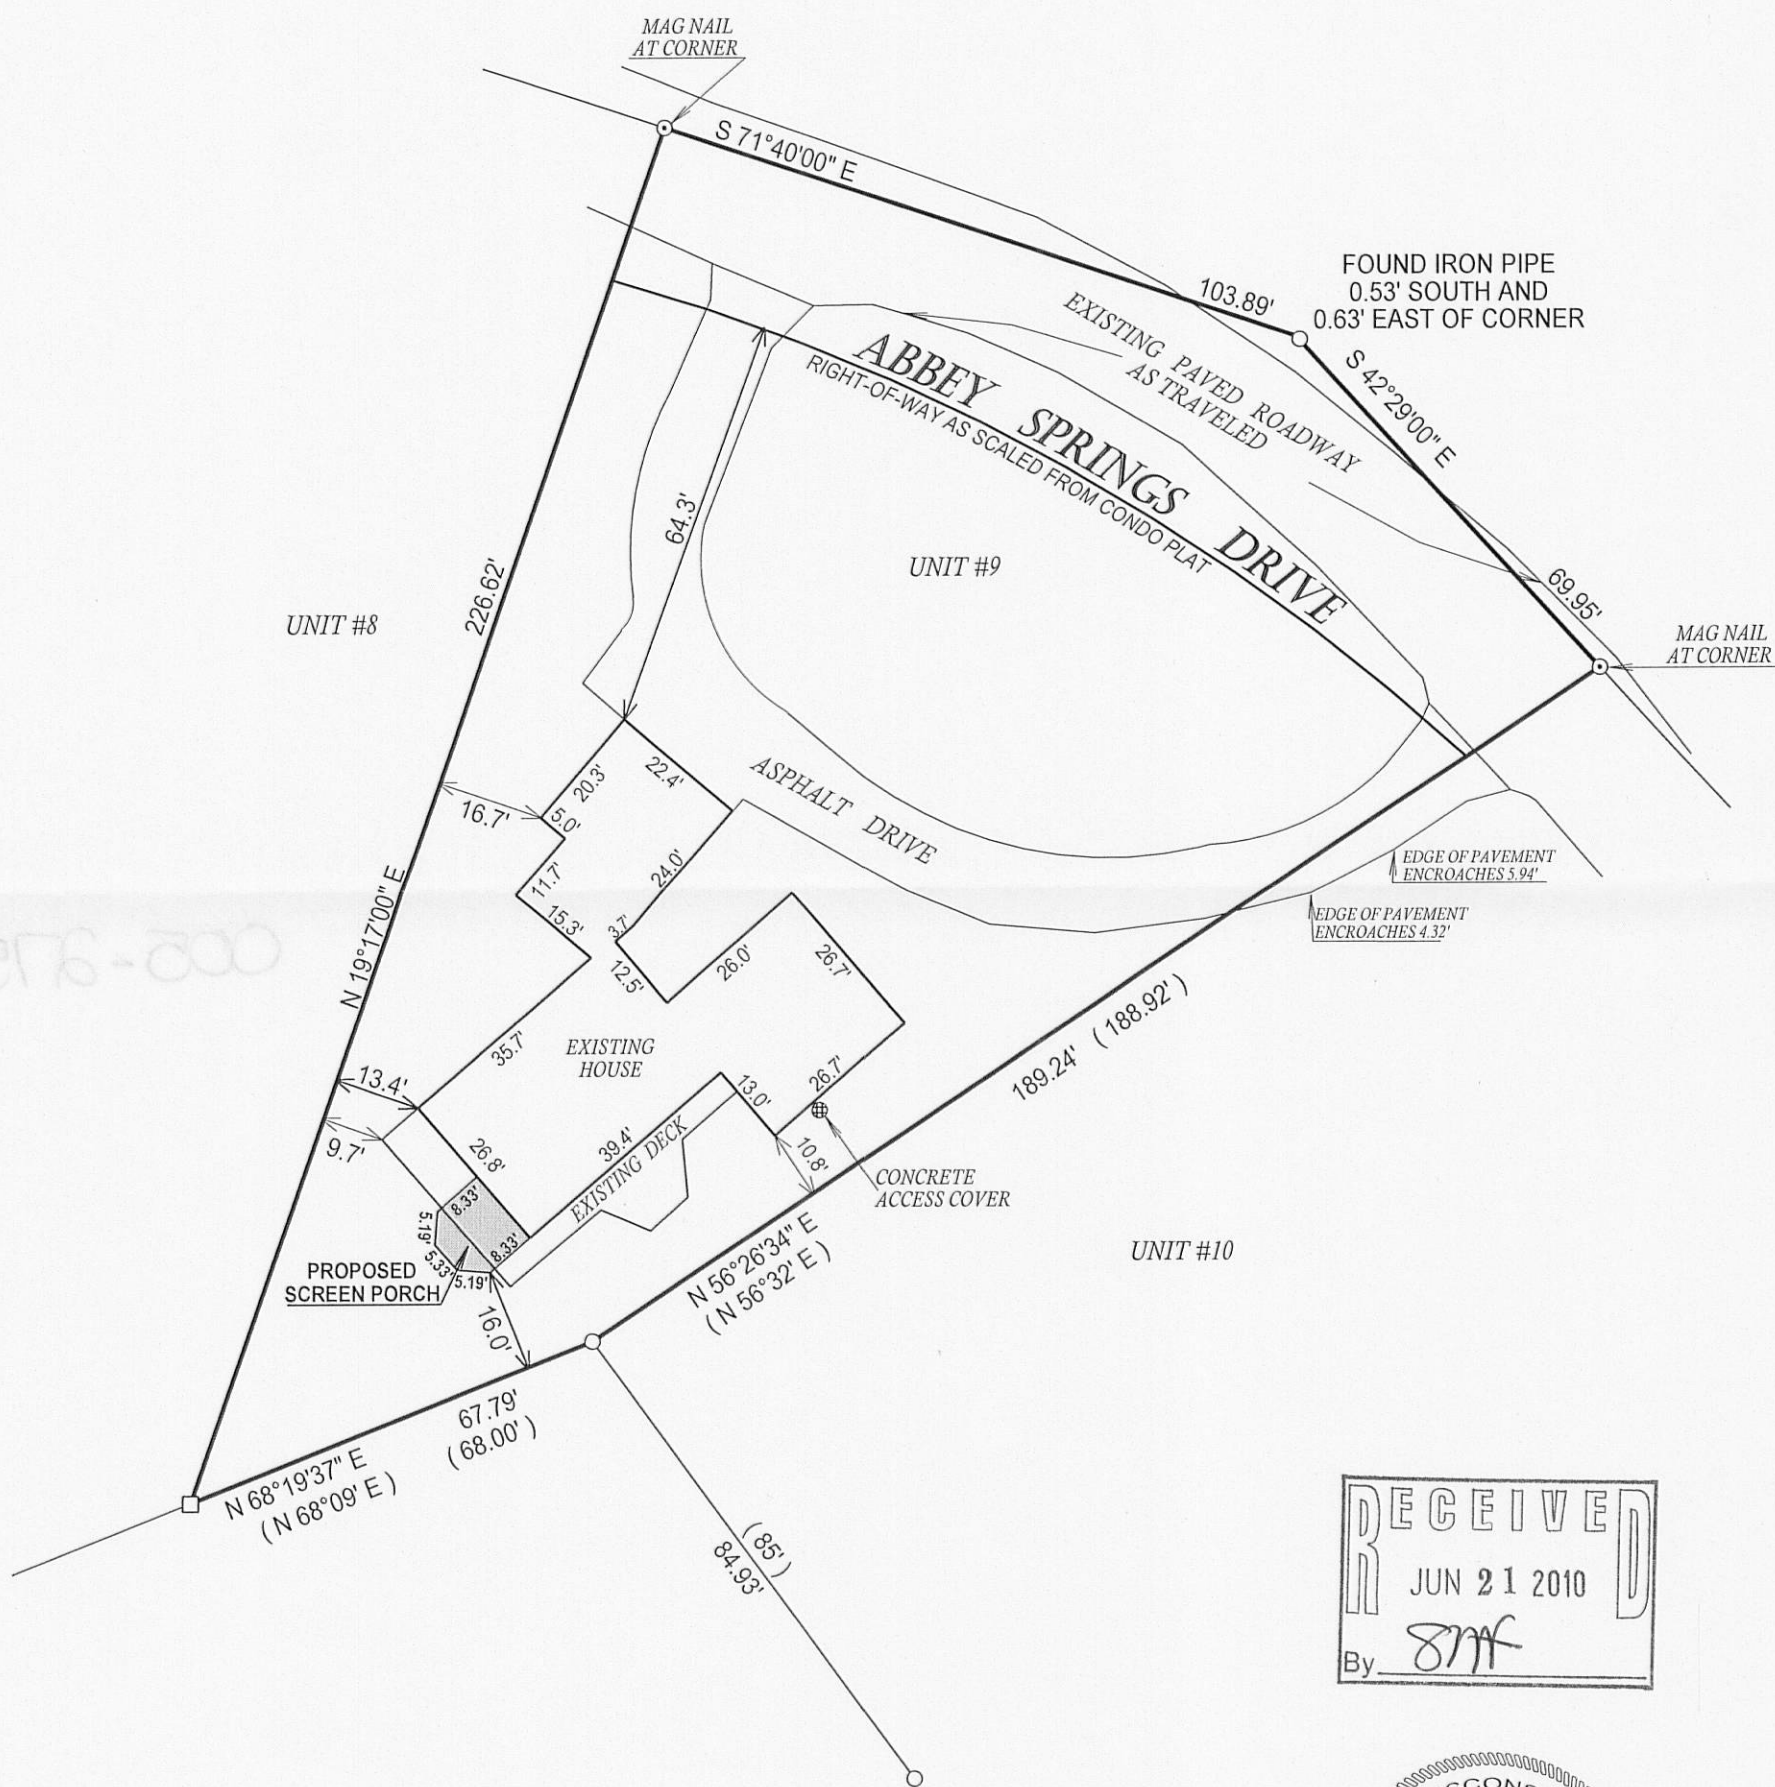 MAG NAIL
AT CORNER
S 71°40'00" E
103.89'
FOUND IRON PIPE
0.53' SOUTH AND
0.63' EAST OF CORNER
EXISTING PAVED ROADWAY
AS TRAVELED
S 42°29'00" E
ABBEY SPRINGS DRIVE
RIGHT-OF-WAY AS SCALED FROM CONDO PLAT
64.3'
UNIT #9
69.95'
226.62'
UNIT #8
MAG NAIL
AT CORNER
22.4'
20.3'
16.7'
5.0'
ASPHALT DRIVE
EDGE OF PAVEMENT
ENCROACHES 5.94'
24.0'
11.7'
15.3'
3.7'
EDGE OF PAVEMENT
ENCROACHES 4.32'
N 19°17'00" E
12.5'
26.0'
26.7'
189.24' ( 188.92' )
35.7'
EXISTING
HOUSE
13.4'
13.0'
26.7'
9.7'
26.8'
39.4'
EXISTING DECK
10.8'
CONCRETE
ACCESS COVER
8.33'
5.19'
8.33'
5.33'
5.19'
PROPOSED
SCREEN PORCH
16.0'
N 56°26'34" E
( N 56°32' E )
UNIT #10
67.79'
( 68.00' )
N 68°19'37" E
( N 68°09' E )
( 85' )
84.93'
RECEIVED
JUN 21 2010
By